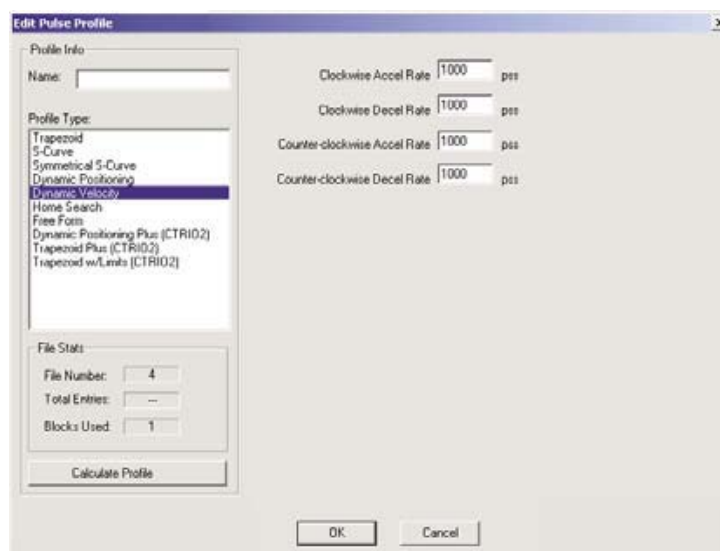 Edit Pulse Profile
Profile Info
Name:
Profile Type:
Trapezoid
S-Curve
Symmetrical S-Curve
Dynamic Positioning
Dynamic Velocity
Home Search
Free Form
Dynamic Positioning Plus (CTRIO2)
Trapezoid Plus (CTRIO2)
Trapezoid w/Limits (CTRIO2)
File Stats
File Number: 4
Total Entries: ---
Blocks Used: 1
Calculate Profile
Clockwise Accel Rate 1000 pss
Clockwise Decel Rate 1000 pss
Counter-clockwise Accel Rate 1000 pss
Counter-clockwise Decel Rate 1000 pss
OK Cancel